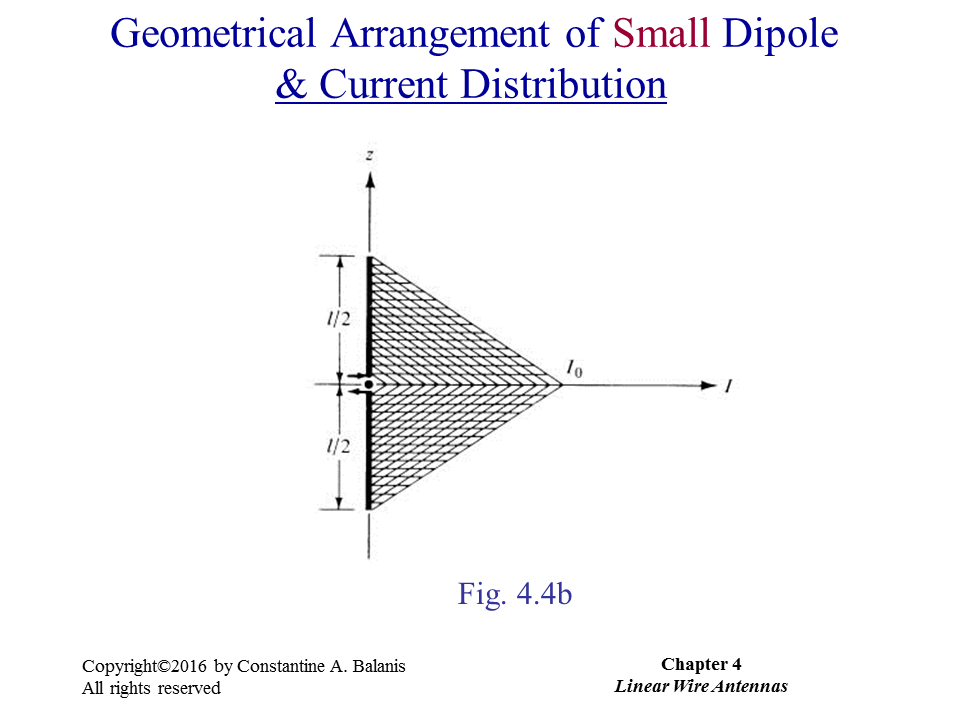 Geometrical Arrangement of Small Dipole
& Current Distribution
z
l/2
I0
I
l/2
Fig. 4.4b
Copyright©2016 by Constantine A. Balanis
All rights reserved
Chapter 4
Linear Wire Antennas